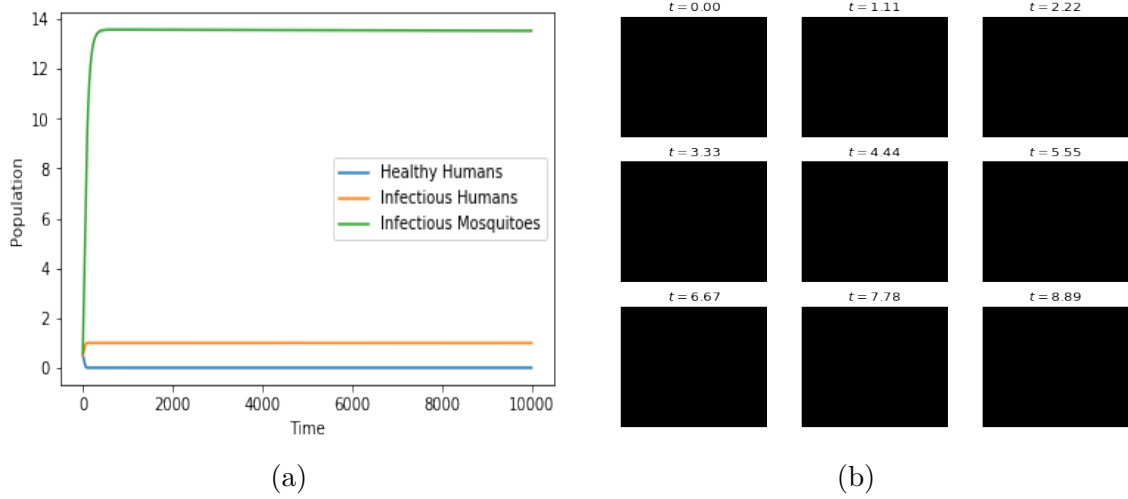 14
12
10
8
6
4
2
0
Population
Healthy Humans
Infectious Humans
Infectious Mosquitoes
0 2000 4000 6000 8000 10000
Time
(a)
t = 0.00 t = 1.11 t = 2.22
t = 3.33 t = 4.44 t = 5.55
t = 6.67 t = 7.78 t = 8.89
(b)